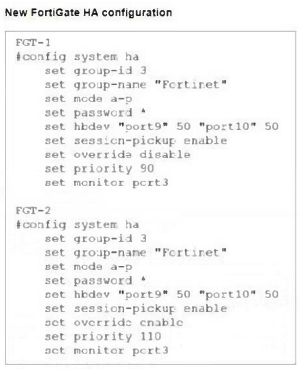 New FortiGate HA configuration
FGT-1
#config system ha
set group-id 3
set group-name "Fortinet"
set mode a-p
set password *
set hbdev "port9" 50 "port10" 50
set session-pickup enable
set override disable
set priority 90
set monitor port3
FGT-2
#config system ha
set group-id 3
set group-name "Fortinet"
set mode a-p
set password *
set hbdev "port9" 50 "port10" 50
set session-pickup enable
set override enable
set priority 110
set monitor port3